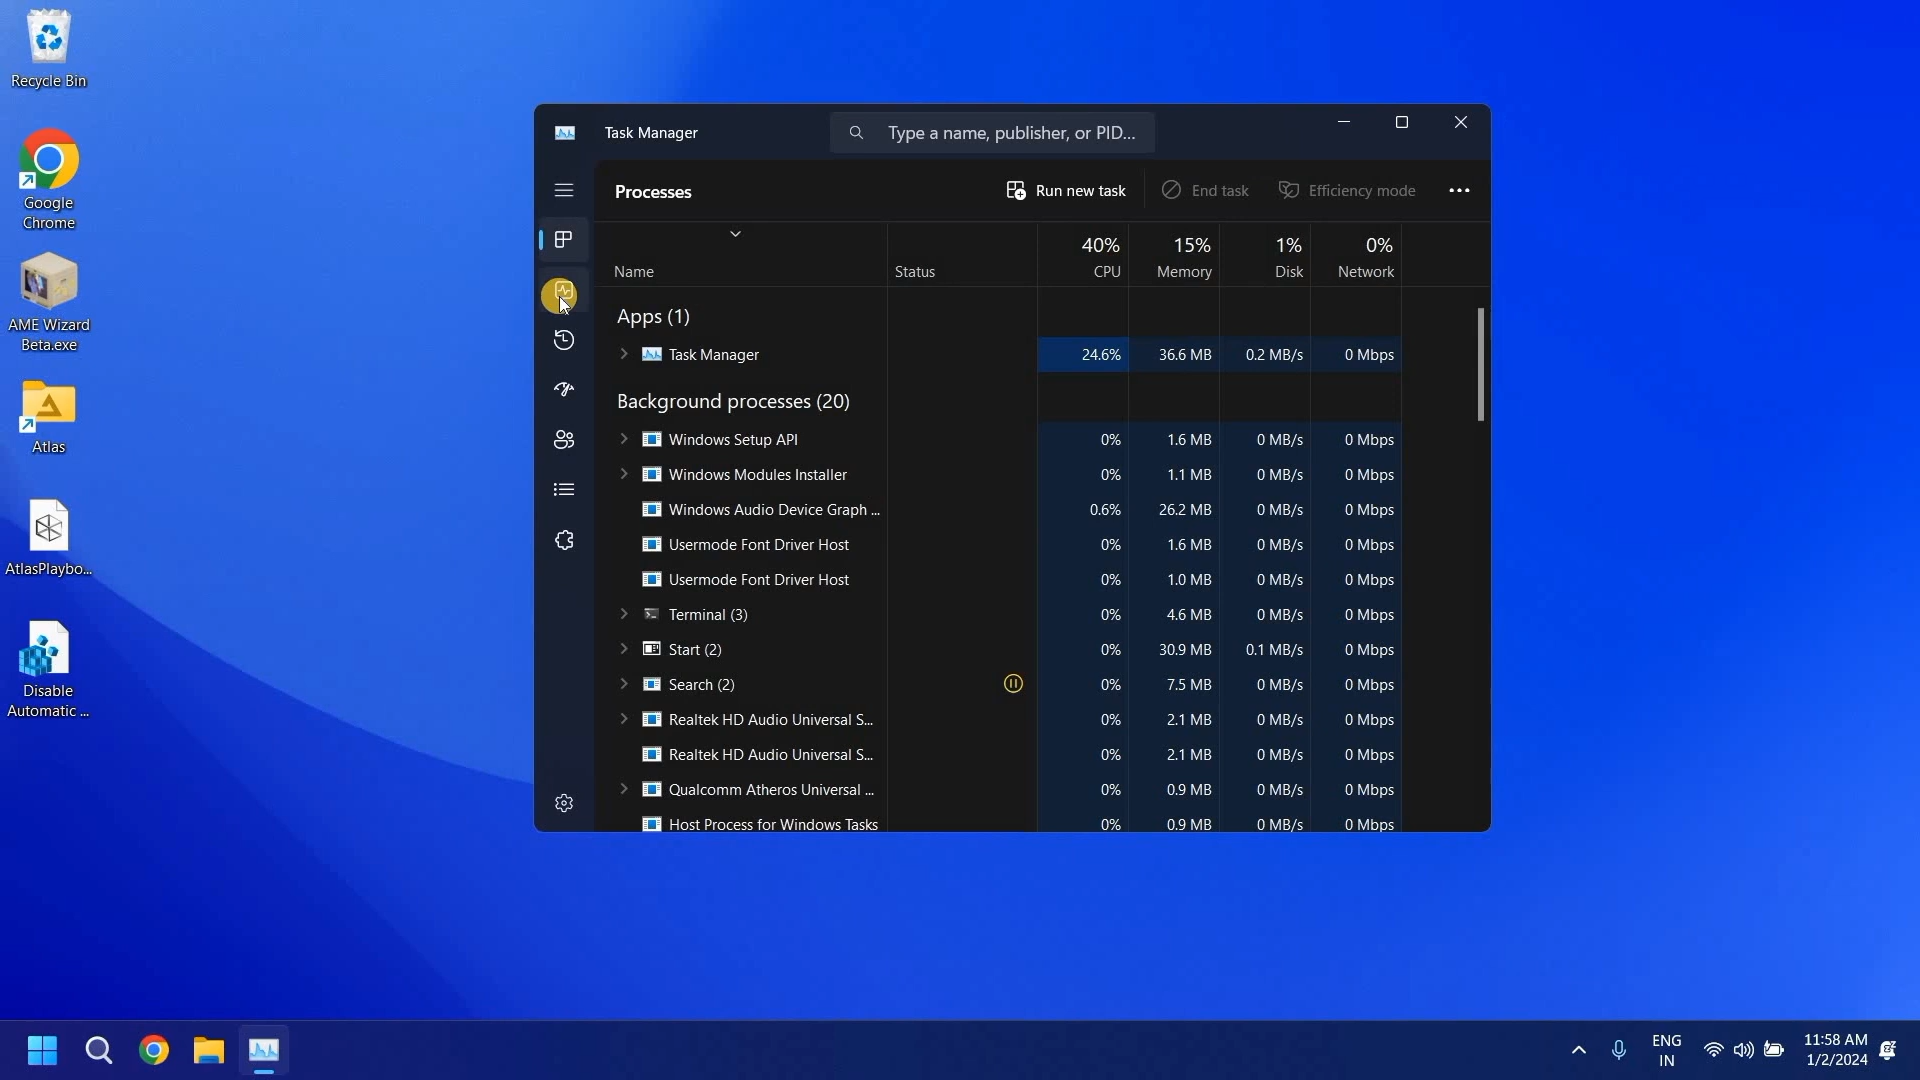 Recycle Bin
Google
Chrome
AME Wizard
Beta.exe
Atlas
AtlasPlaybo...
Disable
Automatic ...
Task Manager
Type a name, publisher, or PID...
Processes
Run new task
End task
Efficiency mode
40% 15% 1% 0%
Name Status CPU Memory Disk Network
Apps (1)
Task Manager 24.6% 36.6 MB 0.2 MB/s 0 Mbps
Background processes (20)
Windows Setup API 0% 1.6 MB 0 MB/s 0 Mbps
Windows Modules Installer 0% 1.1 MB 0 MB/s 0 Mbps
Windows Audio Device Graph ... 0.6% 26.2 MB 0 MB/s 0 Mbps
Usermode Font Driver Host 0% 1.6 MB 0 MB/s 0 Mbps
Usermode Font Driver Host 0% 1.0 MB 0 MB/s 0 Mbps
Terminal (3) 0% 4.6 MB 0 MB/s 0 Mbps
Start (2) 0% 30.9 MB 0.1 MB/s 0 Mbps
Search (2) 0% 7.5 MB 0 MB/s 0 Mbps
Realtek HD Audio Universal S... 0% 2.1 MB 0 MB/s 0 Mbps
Realtek HD Audio Universal S... 0% 2.1 MB 0 MB/s 0 Mbps
Qualcomm Atheros Universal ... 0% 0.9 MB 0 MB/s 0 Mbps
Host Process for Windows Tasks 0% 0.9 MB 0 MB/s 0 Mbps
ENG
IN
11:58 AM
1/2/2024